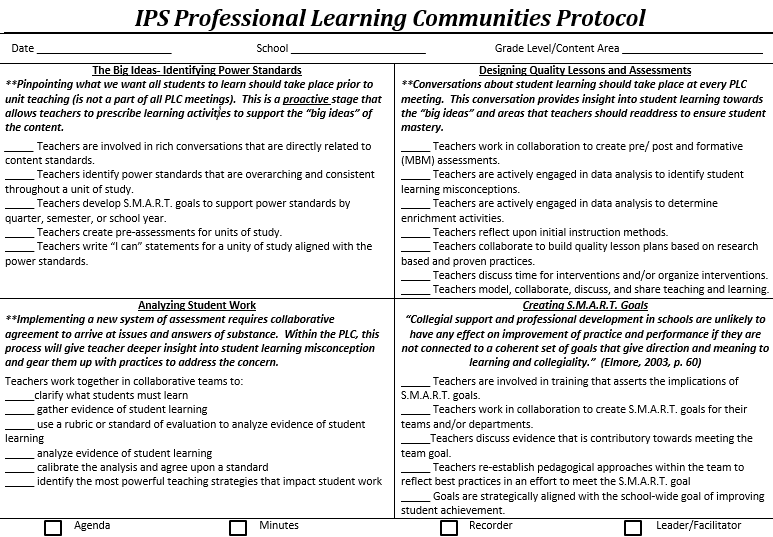 IPS Professional Learning Communities Protocol
Date ____________________ School ____________________ Grade Level/Content Area ____________________
The Big Ideas- Identifying Power Standards
**Pinpointing what we want all students to learn should take place prior to
unit teaching (is not a part of all PLC meetings). This is a proactive stage that
allows teachers to prescribe learning activities to support the “big ideas” of
the content.
_____ Teachers are involved in rich conversations that are directly related to
content standards.
_____ Teachers identify power standards that are overarching and consistent
throughout a unit of study.
_____ Teachers develop S.M.A.R.T. goals to support power standards by
quarter, semester, or school year.
_____ Teachers create pre-assessments for units of study.
_____ Teachers write “I can” statements for a unity of study aligned with the
power standards.
Designing Quality Lessons and Assessments
**Conversations about student learning should take place at every PLC
meeting. This conversation provides insight into student learning towards
the “big ideas” and areas that teachers should readdress to ensure student
mastery.
_____ Teachers work in collaboration to create pre/ post and formative
(MBM) assessments.
_____ Teachers are actively engaged in data analysis to identify student
learning misconceptions.
_____ Teachers are actively engaged in data analysis to determine
enrichment activities.
_____ Teachers reflect upon initial instruction methods.
_____ Teachers collaborate to build quality lesson plans based on research
based and proven practices.
_____ Teachers discuss time for interventions and/or organize interventions.
_____ Teachers model, collaborate, discuss, and share teaching and learning.
Analyzing Student Work
**Implementing a new system of assessment requires collaborative
agreement to arrive at issues and answers of substance. Within the PLC, this
process will give teacher deeper insight into student learning misconception
and gear them up with practices to address the concern.
Teachers work together in collaborative teams to:
_____clarify what students must learn
_____ gather evidence of student learning
_____ use a rubric or standard of evaluation to analyze evidence of student
learning
_____ analyze evidence of student learning
_____ calibrate the analysis and agree upon a standard
_____ identify the most powerful teaching strategies that impact student work
Creating S.M.A.R.T. Goals
“Collegial support and professional development in schools are unlikely to
have any effect on improvement of practice and performance if they are
not connected to a coherent set of goals that give direction and meaning to
learning and collegiality.” (Elmore, 2003, p. 60)
_____ Teachers are involved in training that asserts the implications of
S.M.A.R.T. goals.
_____ Teachers work in collaboration to create S.M.A.R.T. goals for their
teams and/or departments.
_____Teachers discuss evidence that is contributory towards meeting the
team goal.
_____ Teachers re-establish pedagogical approaches within the team to
reflect best practices in an effort to meet the S.M.A.R.T. goal
_____ Goals are strategically aligned with the school-wide goal of improving
student achievement.
Agenda Minutes Recorder Leader/Facilitator